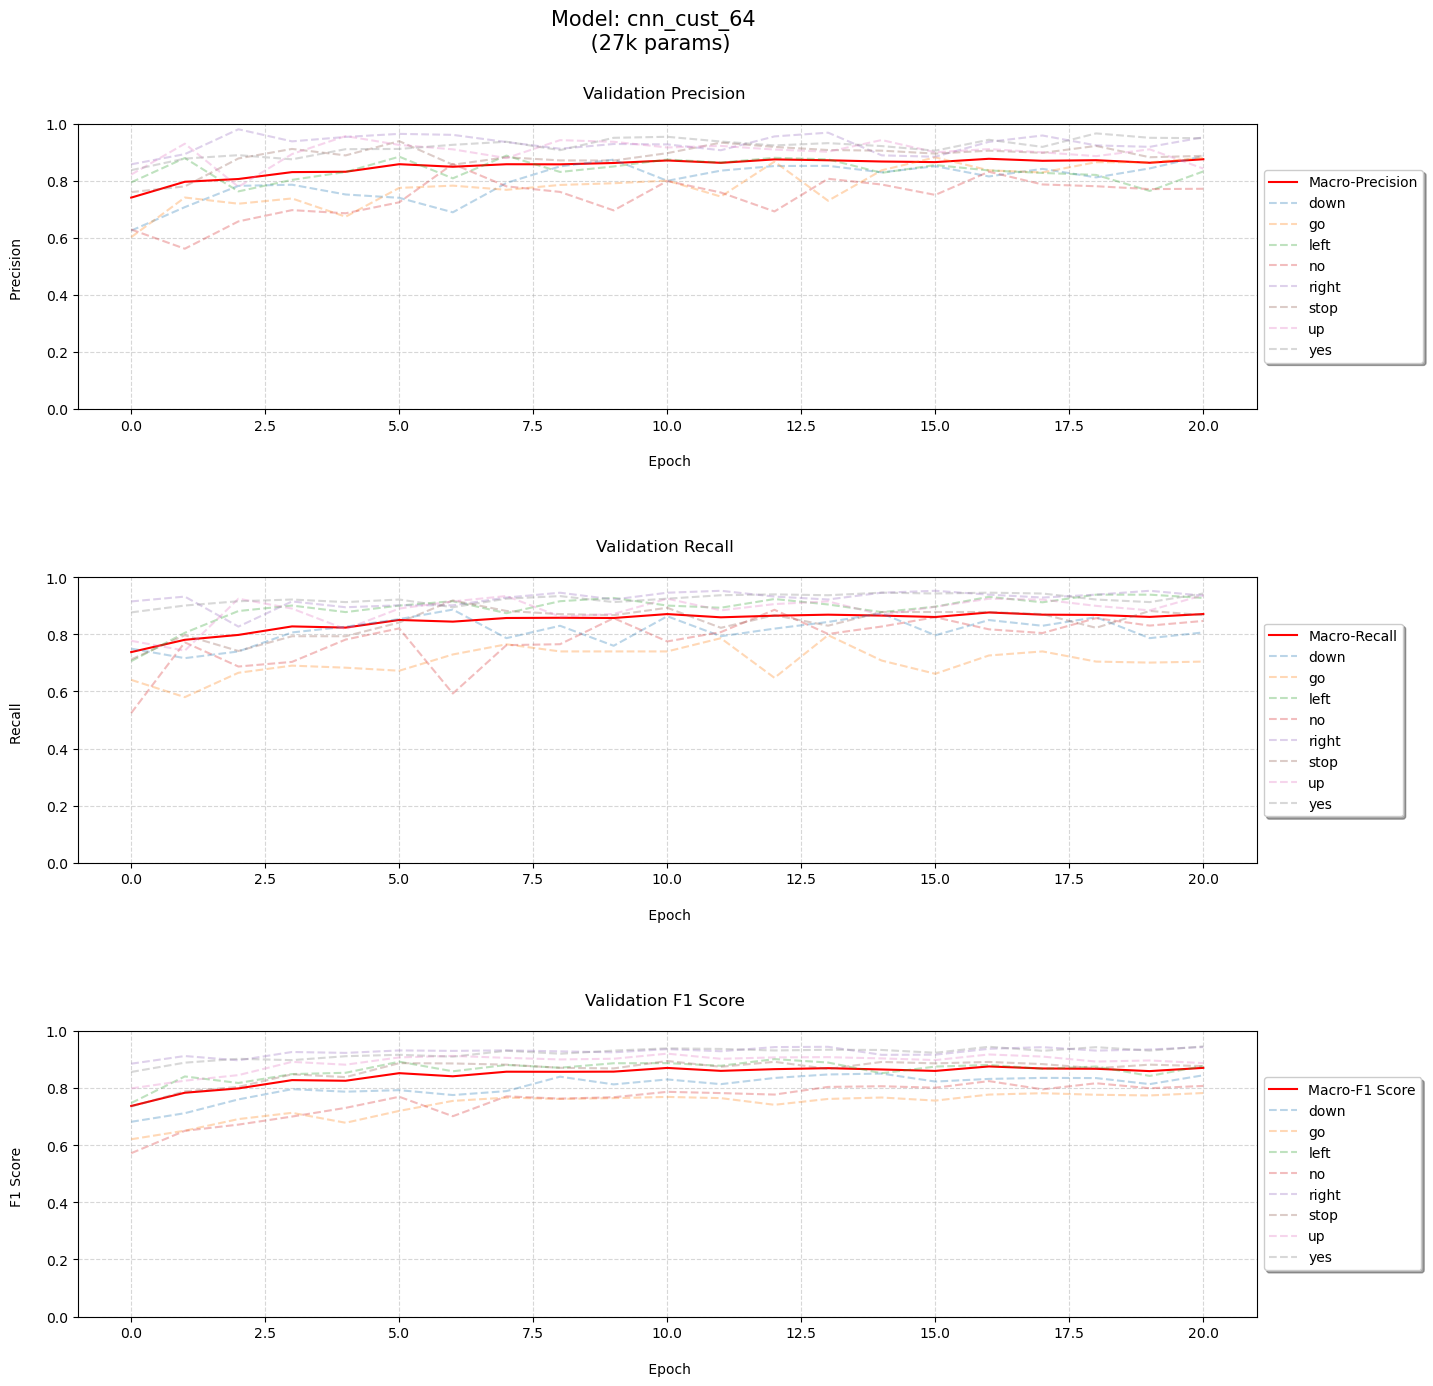 Model: cnn_cust_64
(27k params)
Validation Precision
Precision
1.0
0.8
0.6
0.4
0.2
0.0
0.0 2.5 5.0 7.5 10.0 12.5 15.0 17.5 20.0
Epoch
Macro-Precision
down
go
left
no
right
stop
up
yes
Validation Recall
Recall
1.0
0.8
0.6
0.4
0.2
0.0
0.0 2.5 5.0 7.5 10.0 12.5 15.0 17.5 20.0
Epoch
Macro-Recall
down
go
left
no
right
stop
up
yes
Validation F1 Score
F1 Score
1.0
0.8
0.6
0.4
0.2
0.0
0.0 2.5 5.0 7.5 10.0 12.5 15.0 17.5 20.0
Epoch
Macro-F1 Score
down
go
left
no
right
stop
up
yes